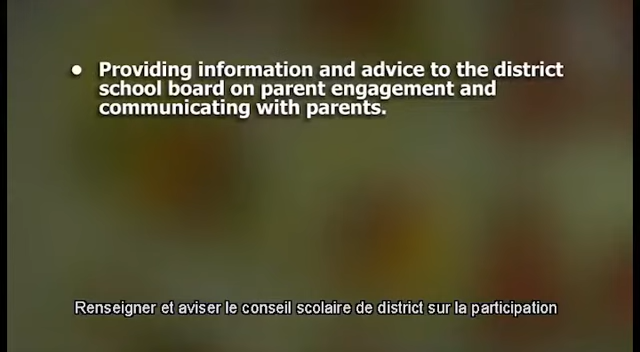 • Providing information and advice to the district
school board on parent engagement and
communicating with parents.
Renseigner et aviser le conseil scolaire de district sur la participation